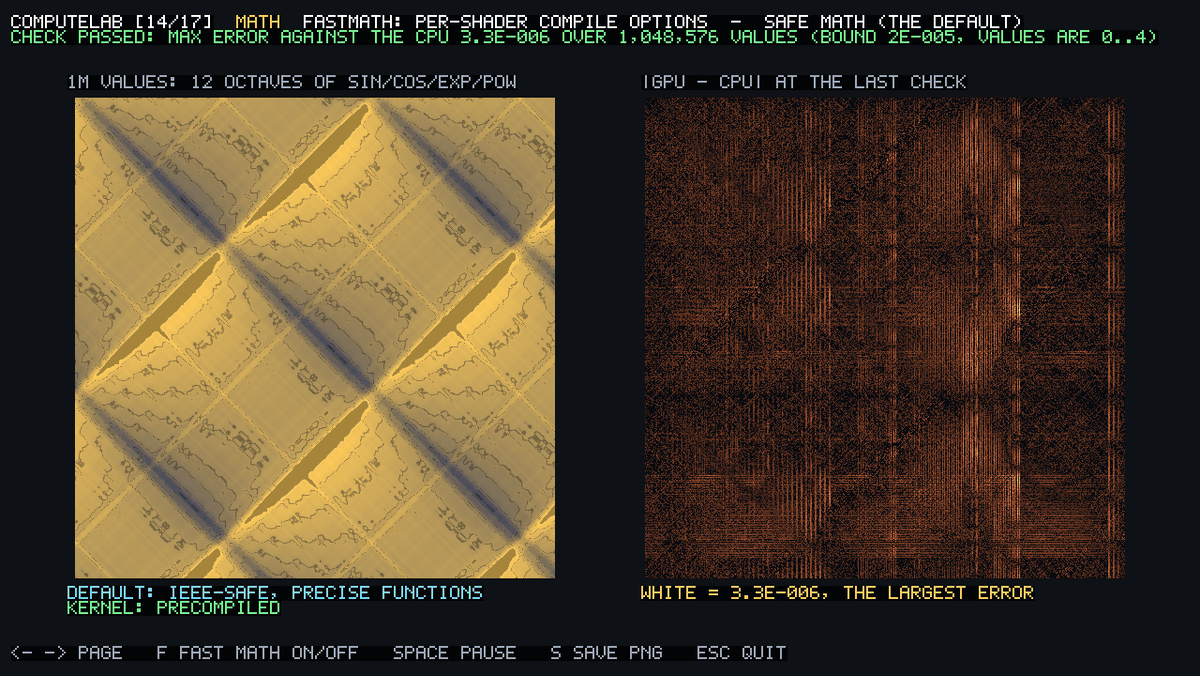 COMPUTELAB [14/17]  MATH  FASTMATH: PER-SHADER COMPILE OPTIONS  -  SAFE MATH (THE DEFAULT)
CHECK PASSED: MAX ERROR AGAINST THE CPU 3.3E-006 OVER 1,048,576 VALUES (BOUND 2E-005, VALUES ARE 0..4)
1M VALUES: 12 OCTAVES OF SIN/COS/EXP/POW
|GPU - CPU| AT THE LAST CHECK
DEFAULT: IEEE-SAFE, PRECISE FUNCTIONS
KERNEL: PRECOMPILED
WHITE = 3.3E-006, THE LARGEST ERROR
<- -> PAGE   F FAST MATH ON/OFF   SPACE PAUSE   S SAVE PNG   ESC QUIT